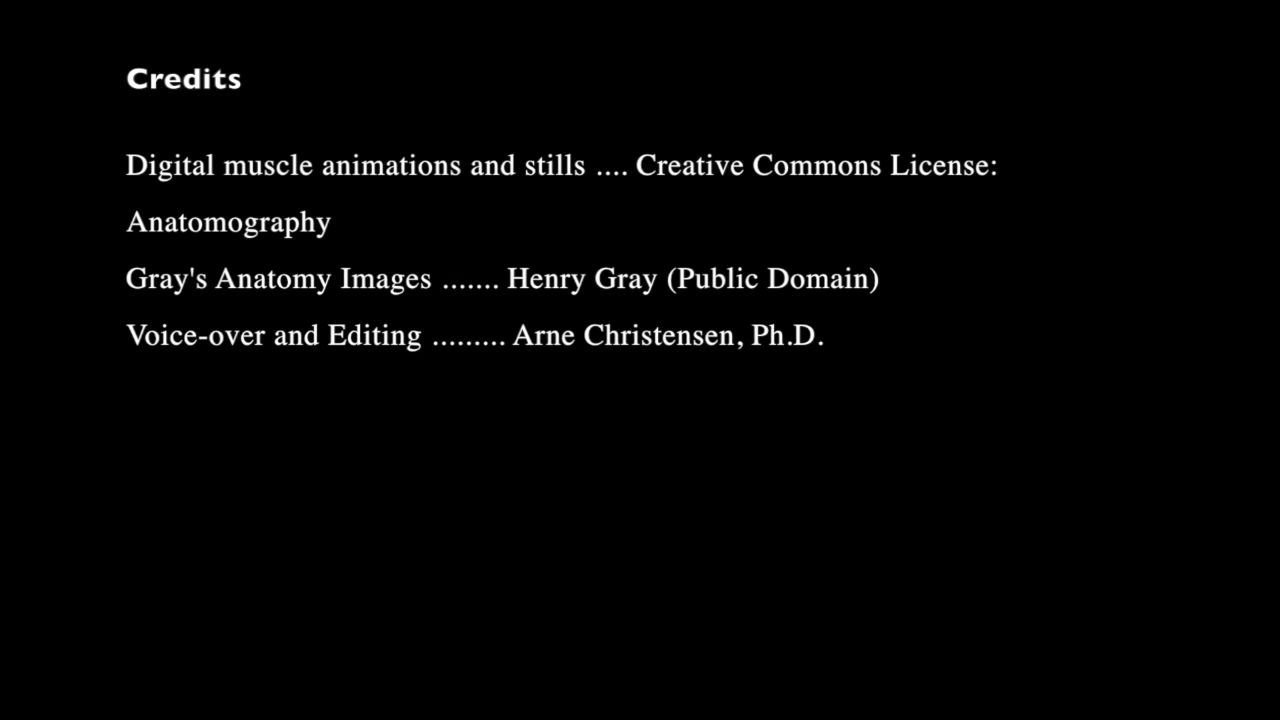 Credits
Digital muscle animations and stills .... Creative Commons License:
Anatomography
Gray's Anatomy Images ....... Henry Gray (Public Domain)
Voice-over and Editing ......... Arne Christensen, Ph.D.